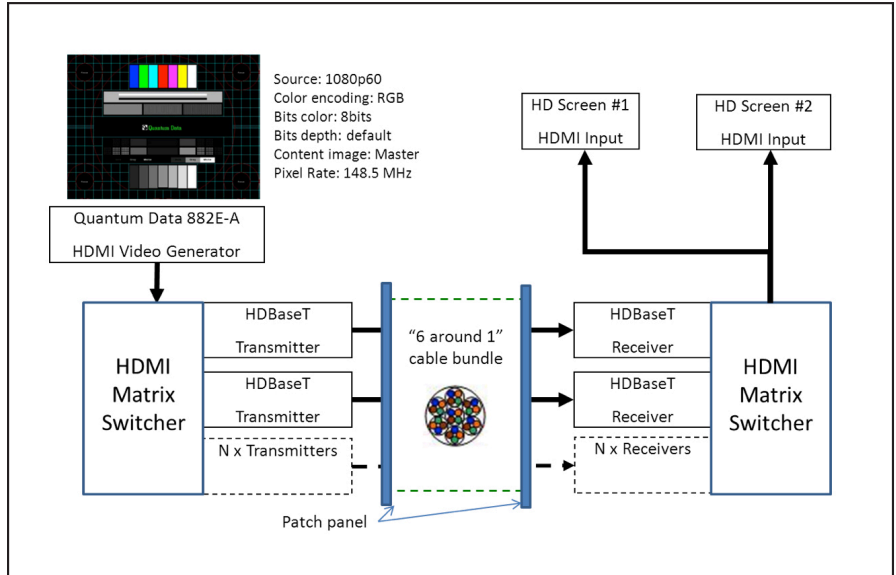 Quantum Data
Source: 1080p60
Color encoding: RGB
Bits color: 8bits
Bits depth: default
Content image: Master
Pixel Rate: 148.5 MHz
HD Screen #1
HDMI Input
HD Screen #2
HDMI Input
Quantum Data 882E-A
HDMI Video Generator
HDMI
Matrix
Switcher
HDBaseT
Transmitter
HDBaseT
Transmitter
N x Transmitters
"6 around 1"
cable bundle
HDBaseT
Receiver
HDBaseT
Receiver
N x Receivers
HDMI
Matrix
Switcher
Patch panel